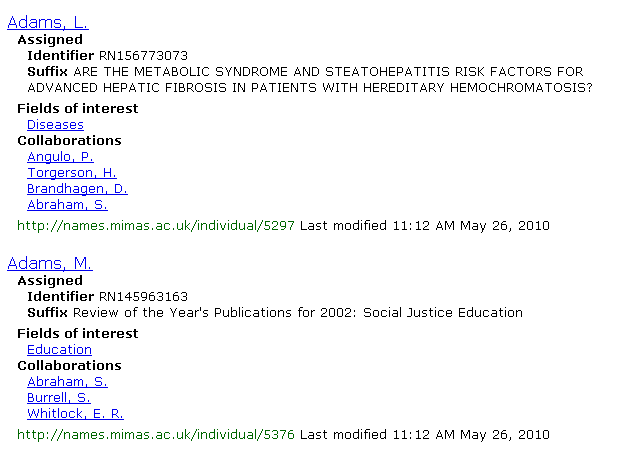 Adams, L.
Assigned
Identifier RN156773073
Suffix ARE THE METABOLIC SYNDROME AND STEATOHEPATITIS RISK FACTORS FOR
ADVANCED HEPATIC FIBROSIS IN PATIENTS WITH HEREDITARY HEMOCHROMATOSIS?
Fields of interest
Diseases
Collaborations
Angulo, P.
Torgerson, H.
Brandhagen, D.
Abraham, S.
http://names.mimas.ac.uk/individual/5297 Last modified 11:12 AM May 26, 2010
Adams, M.
Assigned
Identifier RN145963163
Suffix Review of the Year's Publications for 2002: Social Justice Education
Fields of interest
Education
Collaborations
Abraham, S.
Burrell, S.
Whitlock, E. R.
http://names.mimas.ac.uk/individual/5376 Last modified 11:12 AM May 26, 2010